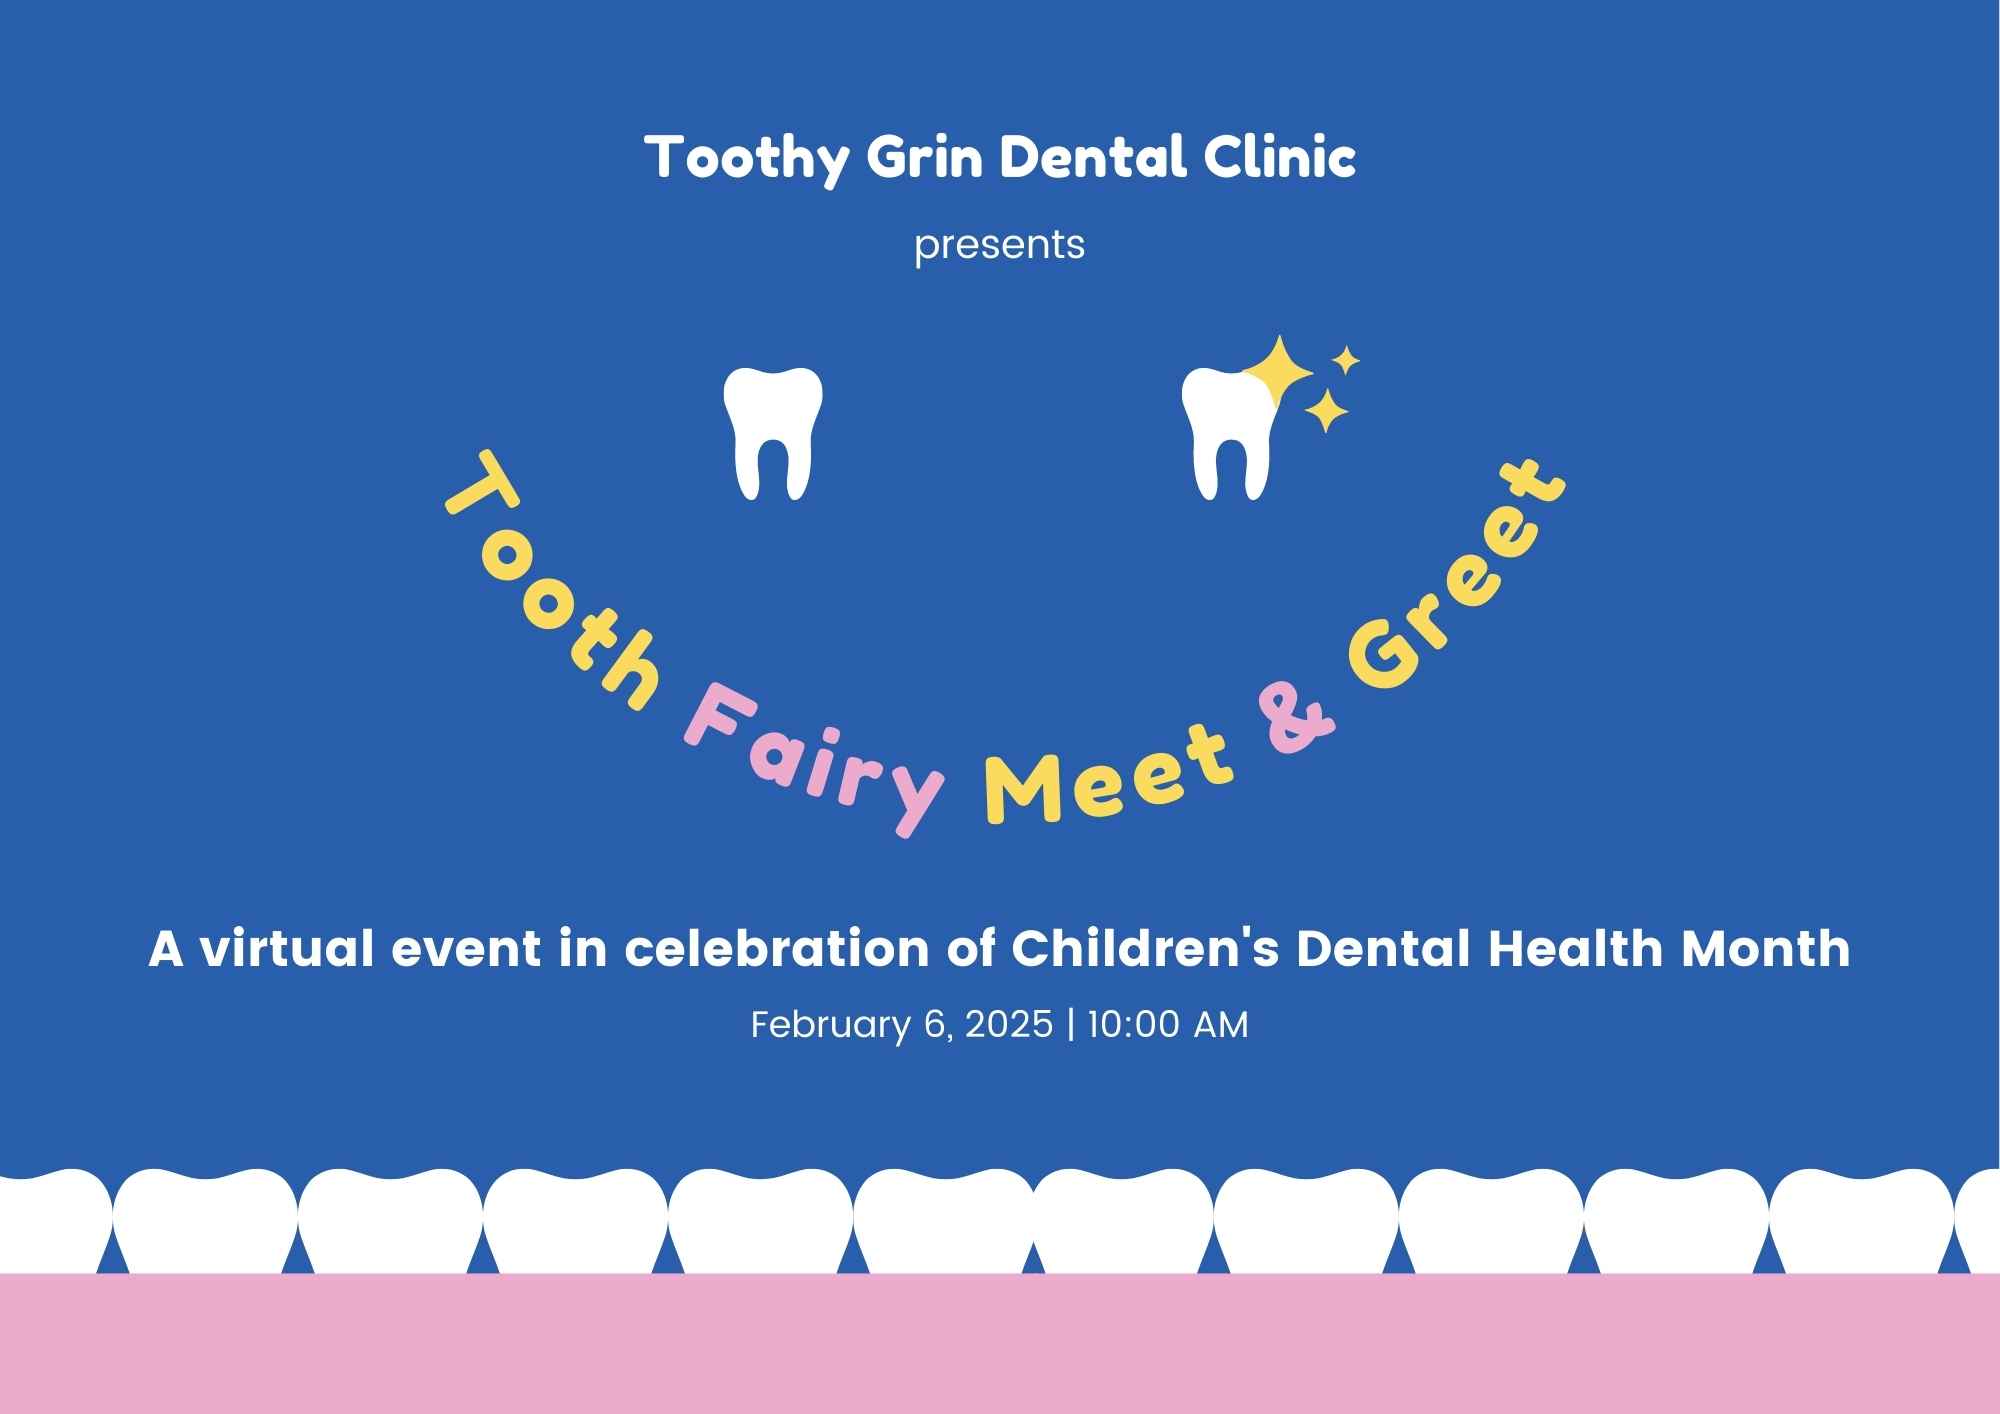 Toothy Grin Dental Clinic
presents
Tooth Fairy Meet & Greet
A virtual event in celebration of Children's Dental Health Month
February 6, 2025 | 10:00 AM